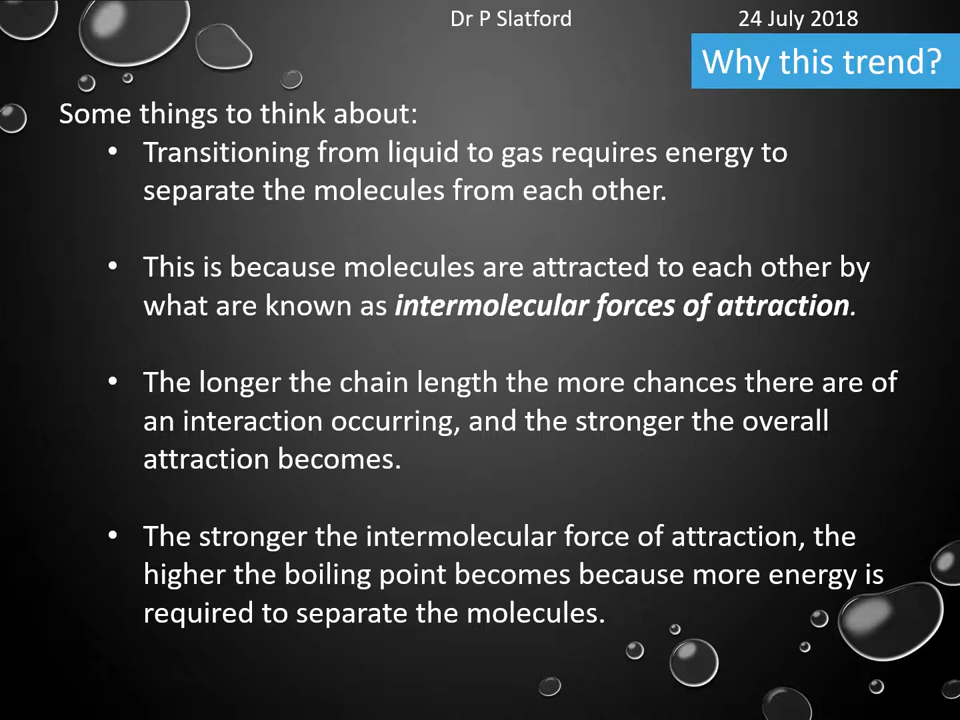 Dr P Slatford 24 July 2018
Why this trend?
Some things to think about:
• Transitioning from liquid to gas requires energy to
separate the molecules from each other.
• This is because molecules are attracted to each other by
what are known as intermolecular forces of attraction.
• The longer the chain length the more chances there are of
an interaction occurring, and the stronger the overall
attraction becomes.
• The stronger the intermolecular force of attraction, the
higher the boiling point becomes because more energy is
required to separate the molecules.